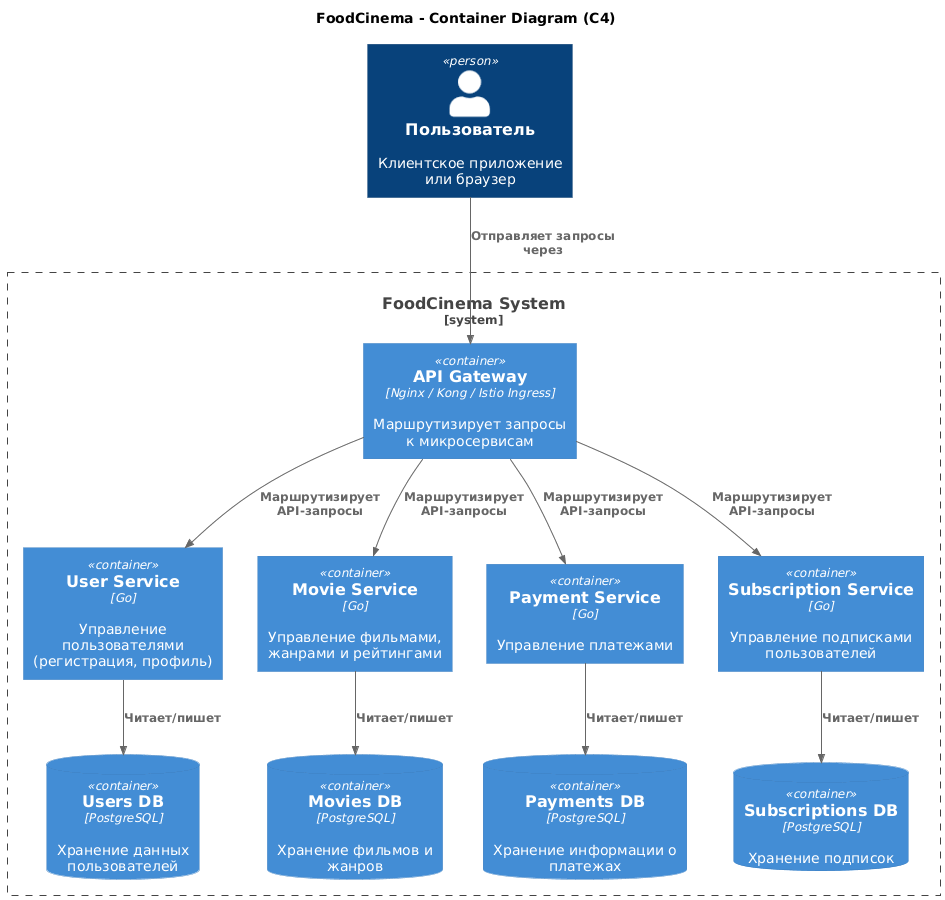 FoodCinema - Container Diagram (C4)
«person»
Пользователь
Клиентское приложение
или браузер
Отправляет запросы
через
FoodCinema System
[system]
«container»
API Gateway
[Nginx / Kong / Istio Ingress]
Маршрутизирует запросы
к микросервисам
Маршрутизирует
API-запросы
Маршрутизирует
API-запросы
Маршрутизирует
API-запросы
Маршрутизирует
API-запросы
«container»
User Service
[Go]
Управление
пользователями
(регистрация, профиль)
«container»
Movie Service
[Go]
Управление фильмами,
жанрами и рейтингами
«container»
Payment Service
[Go]
Управление платежами
«container»
Subscription Service
[Go]
Управление подписками
пользователей
Читает/пишет
Читает/пишет
Читает/пишет
Читает/пишет
«container»
Users DB
[PostgreSQL]
Хранение данных
пользователей
«container»
Movies DB
[PostgreSQL]
Хранение фильмов и
жанров
«container»
Payments DB
[PostgreSQL]
Хранение информации о
платежах
«container»
Subscriptions DB
[PostgreSQL]
Хранение подписок